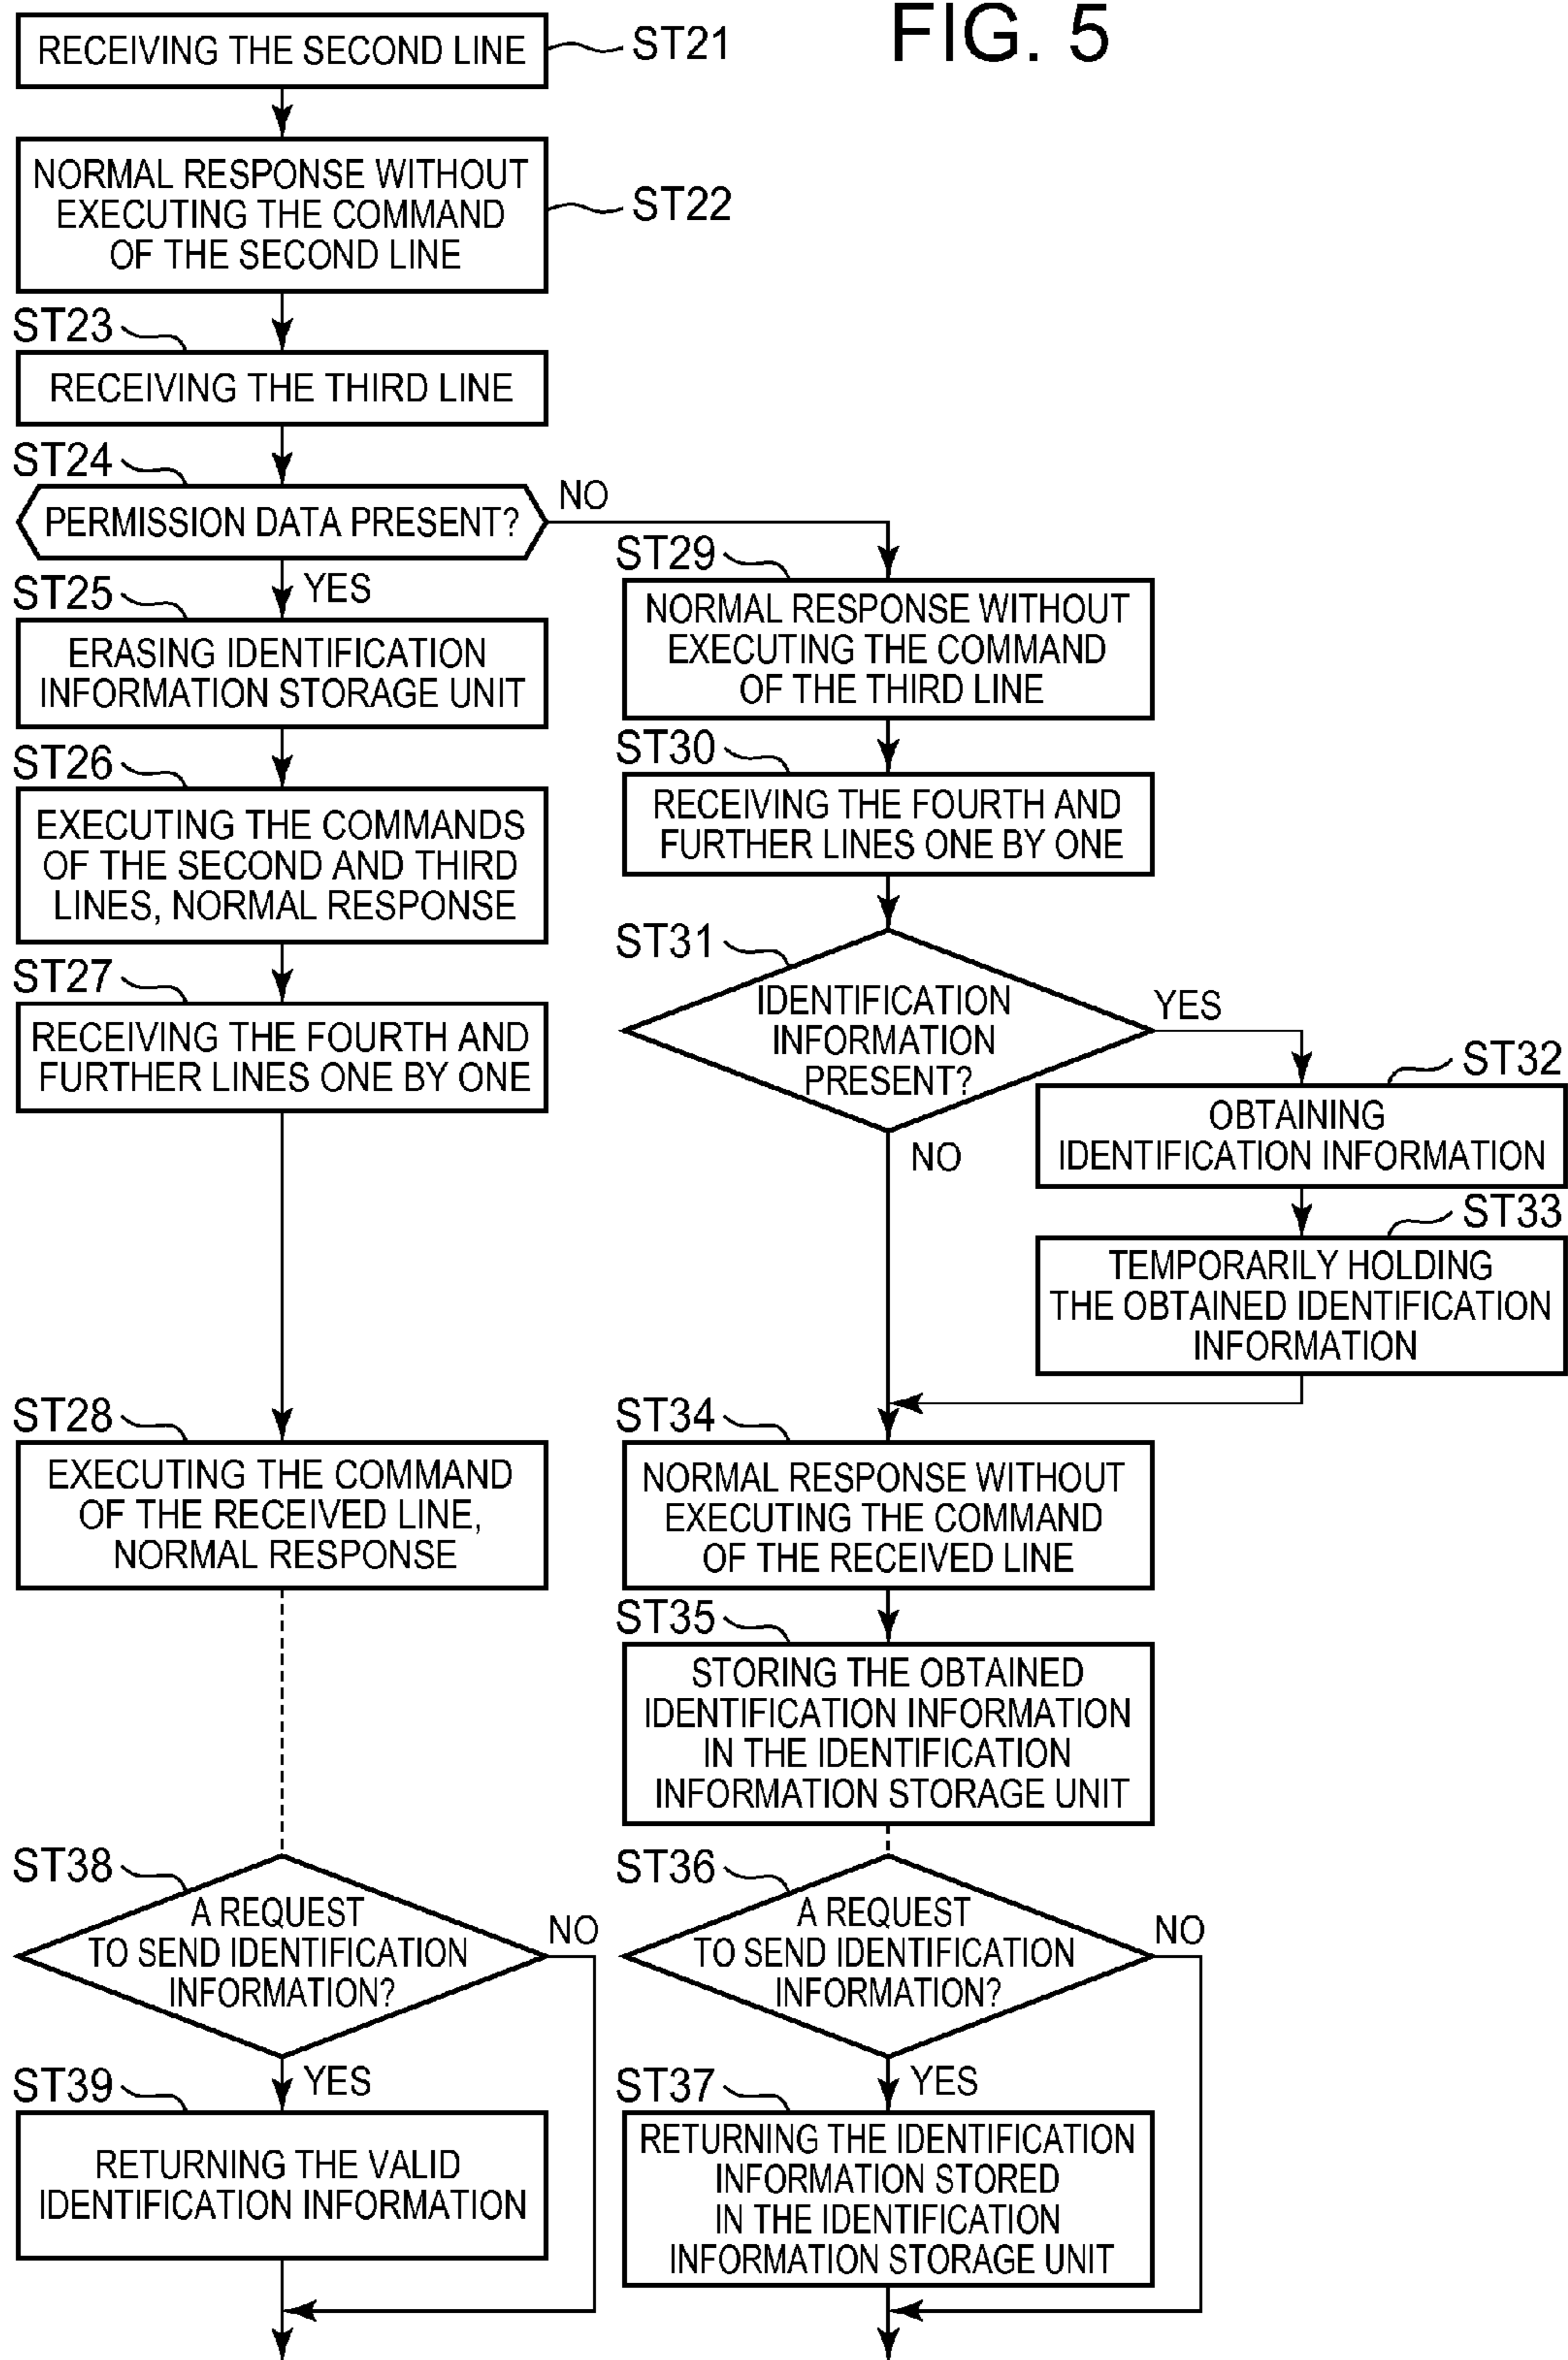 FIG. 5
RECEIVING THE SECOND LINE
ST21
NORMAL RESPONSE WITHOUT
EXECUTING THE COMMAND
OF THE SECOND LINE
ST22
ST23
RECEIVING THE THIRD LINE
ST24
PERMISSION DATA PRESENT?
NO
YES
ST25
ERASING IDENTIFICATION
INFORMATION STORAGE UNIT
ST26
EXECUTING THE COMMANDS
OF THE SECOND AND THIRD
LINES, NORMAL RESPONSE
ST27
RECEIVING THE FOURTH AND
FURTHER LINES ONE BY ONE
ST28
EXECUTING THE COMMAND
OF THE RECEIVED LINE,
NORMAL RESPONSE
ST38
A REQUEST
TO SEND IDENTIFICATION
INFORMATION?
NO
YES
ST39
RETURNING THE VALID
IDENTIFICATION INFORMATION
ST29
NORMAL RESPONSE WITHOUT
EXECUTING THE COMMAND
OF THE THIRD LINE
ST30
RECEIVING THE FOURTH AND
FURTHER LINES ONE BY ONE
ST31
IDENTIFICATION
INFORMATION
PRESENT?
YES
NO
ST32
OBTAINING
IDENTIFICATION INFORMATION
ST33
TEMPORARILY HOLDING
THE OBTAINED IDENTIFICATION
INFORMATION
ST34
NORMAL RESPONSE WITHOUT
EXECUTING THE COMMAND
OF THE RECEIVED LINE
ST35
STORING THE OBTAINED
IDENTIFICATION INFORMATION
IN THE IDENTIFICATION
INFORMATION STORAGE UNIT
ST36
A REQUEST
TO SEND IDENTIFICATION
INFORMATION?
NO
YES
ST37
RETURNING THE IDENTIFICATION
INFORMATION STORED
IN THE IDENTIFICATION
INFORMATION STORAGE UNIT